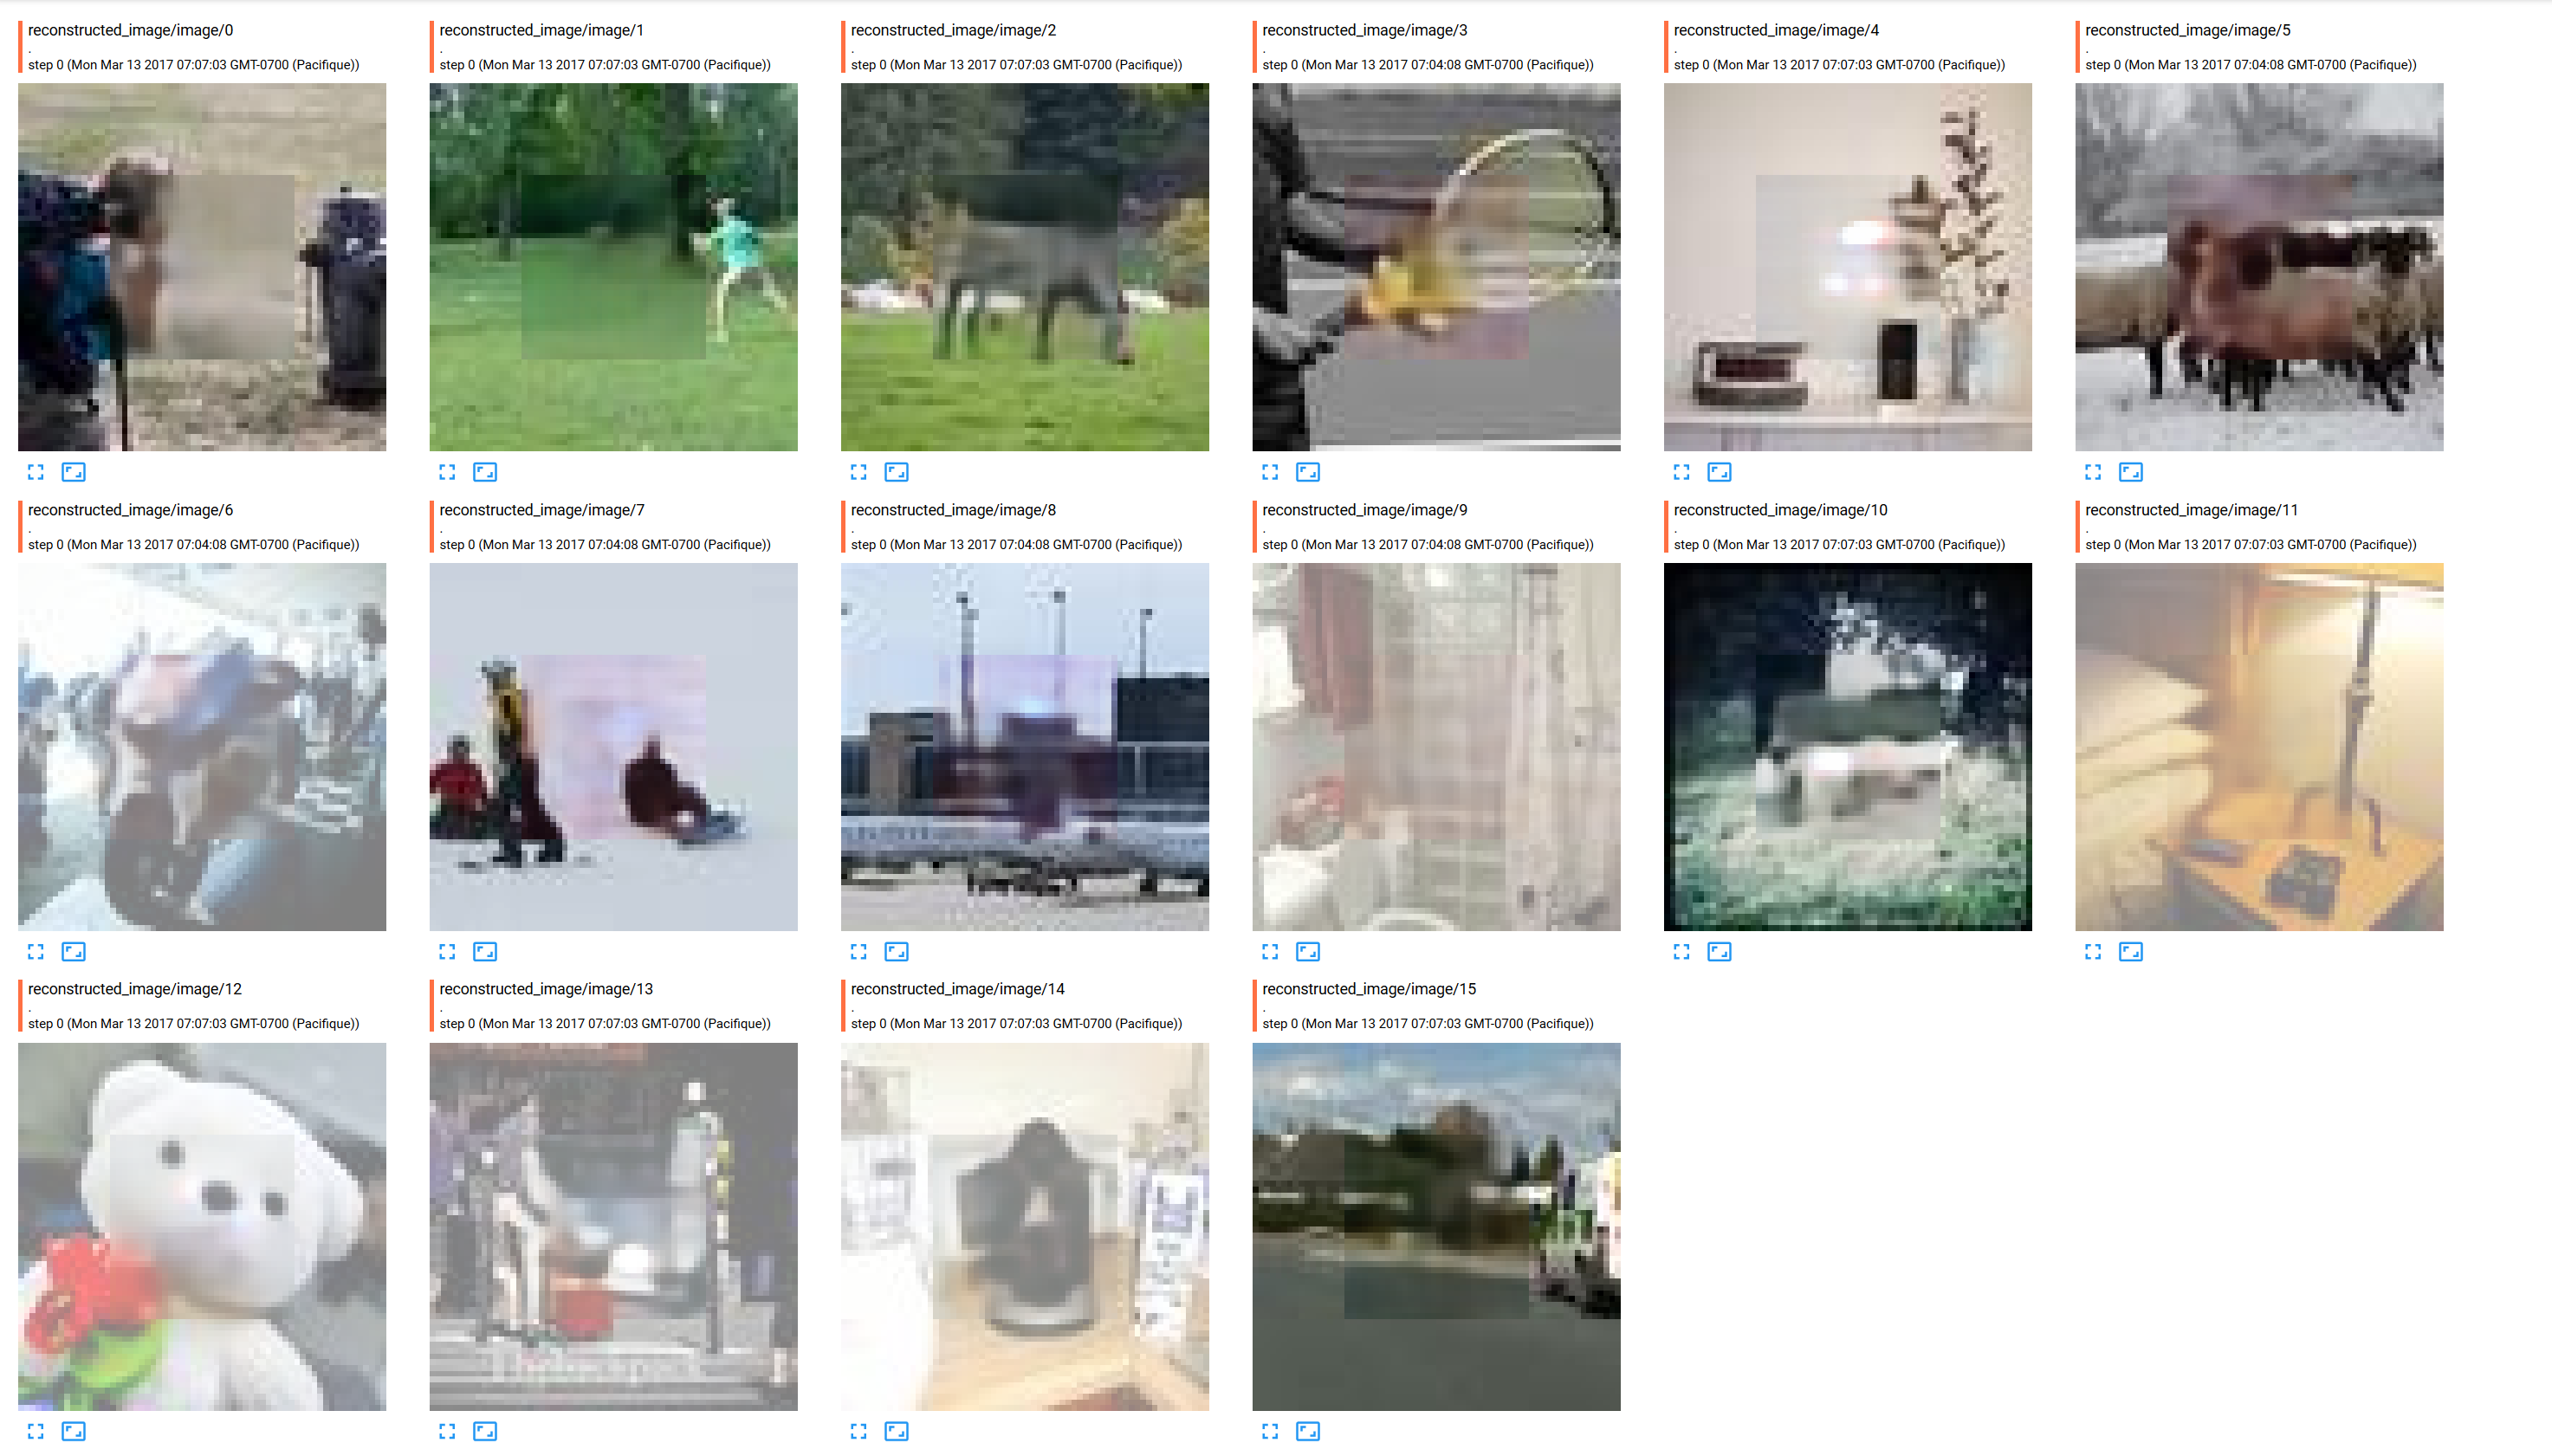 reconstructed_image/image/0
.
step 0 (Mon Mar 13 2017 07:07:03 GMT-0700 (Pacifique))
reconstructed_image/image/1
.
step 0 (Mon Mar 13 2017 07:07:03 GMT-0700 (Pacifique))
reconstructed_image/image/2
.
step 0 (Mon Mar 13 2017 07:07:03 GMT-0700 (Pacifique))
reconstructed_image/image/3
.
step 0 (Mon Mar 13 2017 07:04:08 GMT-0700 (Pacifique))
reconstructed_image/image/4
.
step 0 (Mon Mar 13 2017 07:07:03 GMT-0700 (Pacifique))
reconstructed_image/image/5
.
step 0 (Mon Mar 13 2017 07:04:08 GMT-0700 (Pacifique))
reconstructed_image/image/6
.
step 0 (Mon Mar 13 2017 07:04:08 GMT-0700 (Pacifique))
reconstructed_image/image/7
.
step 0 (Mon Mar 13 2017 07:04:08 GMT-0700 (Pacifique))
reconstructed_image/image/8
.
step 0 (Mon Mar 13 2017 07:04:08 GMT-0700 (Pacifique))
reconstructed_image/image/9
.
step 0 (Mon Mar 13 2017 07:04:08 GMT-0700 (Pacifique))
reconstructed_image/image/10
.
step 0 (Mon Mar 13 2017 07:07:03 GMT-0700 (Pacifique))
reconstructed_image/image/11
.
step 0 (Mon Mar 13 2017 07:07:03 GMT-0700 (Pacifique))
reconstructed_image/image/12
.
step 0 (Mon Mar 13 2017 07:07:03 GMT-0700 (Pacifique))
reconstructed_image/image/13
.
step 0 (Mon Mar 13 2017 07:07:03 GMT-0700 (Pacifique))
reconstructed_image/image/14
.
step 0 (Mon Mar 13 2017 07:07:03 GMT-0700 (Pacifique))
reconstructed_image/image/15
.
step 0 (Mon Mar 13 2017 07:07:03 GMT-0700 (Pacifique))